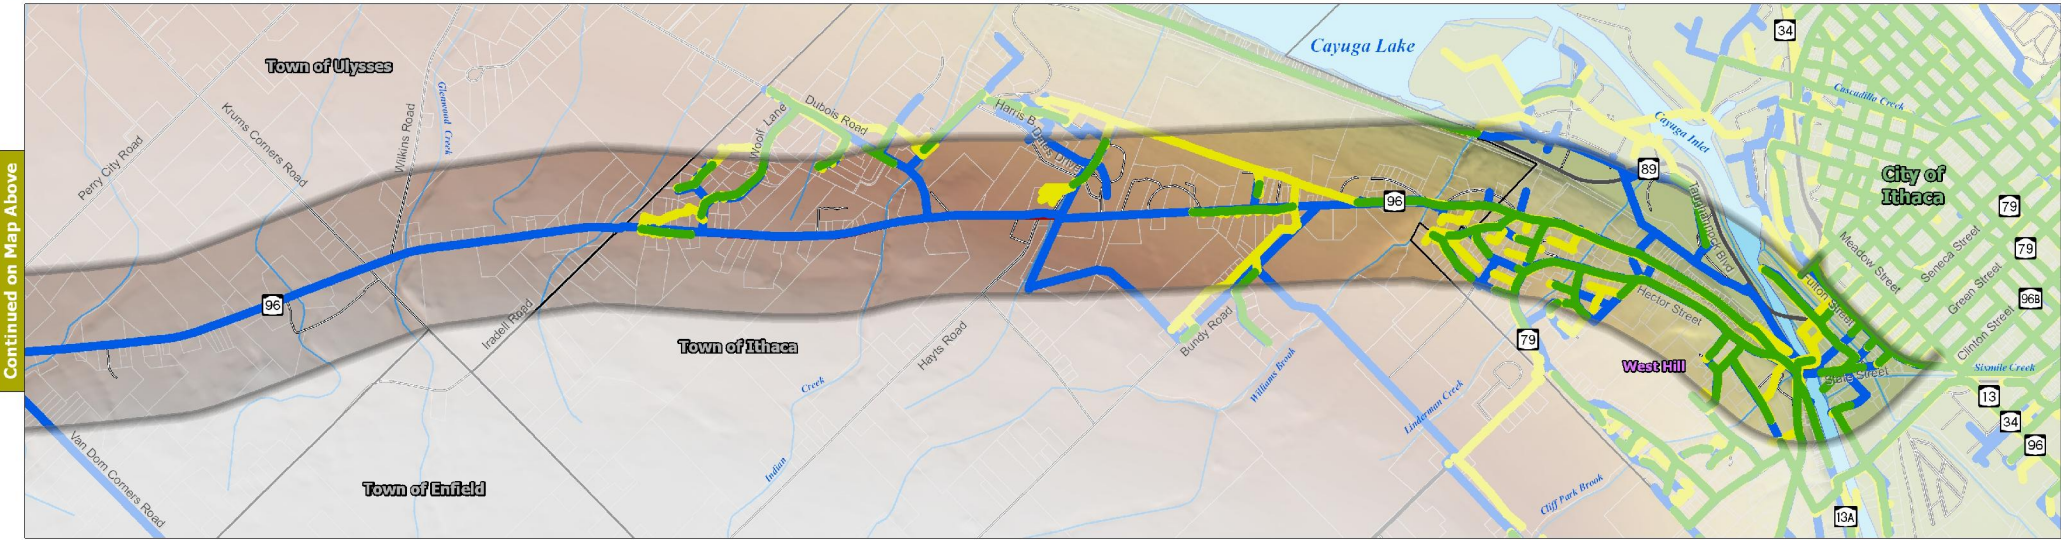 Continued on Map Above
Town of Ulysses
Cayuga Lake
34
Perry City Road
Krums Corners Road
Wilkins Road
Glenwood Creek
Woolf Lane
Dubois Road
Harris B. Dates Drive
Cascadilla Creek
Cayuga Inlet
City of
Ithaca
89
96
79
Taughannock Blvd
Meadow Street
Seneca Street
79
Green Street
96B
Clinton Street
Fulton Street
96
Hector Street
Iradell Road
Town of Ithaca
Hayts Road
Bundy Road
79
West Hill
State Street
Sixmile Creek
Williams Brook
Linderman Creek
13
34
96
Van Dorn Corners Road
Town of Enfield
Indian
Creek
Cliff Park Brook
13A